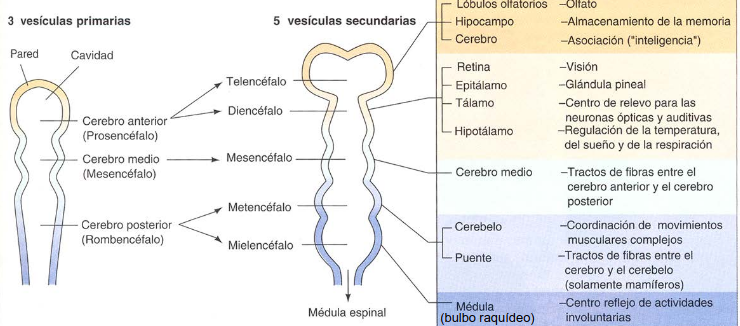 3 vesículas primarias
Pared
Cavidad
Cerebro anterior
(Prosencéfalo)
Cerebro medio
(Mesencéfalo)
Cerebro posterior
(Rombencéfalo)
5 vesículas secundarias
Telencéfalo
Diencéfalo
Mesencéfalo
Metencéfalo
Mielencéfalo
Médula espinal
Lóbulos olfatorios –Olfato
Hipocampo –Almacenamiento de la memoria
Cerebro –Asociación ("inteligencia")
Retina –Visión
Epitálamo –Glándula pineal
Tálamo –Centro de relevo para las
neuronas ópticas y auditivas
Hipotálamo –Regulación de la temperatura,
del sueño y de la respiración
Cerebro medio –Tractos de fibras entre el
cerebro anterior y el cerebro
posterior
Cerebelo –Coordinación de movimientos
musculares complejos
Puente –Tractos de fibras entre el
cerebro y el cerebelo
(solamente mamíferos)
Médula –Centro reflejo de actividades
(bulbo raquídeo) involuntarias